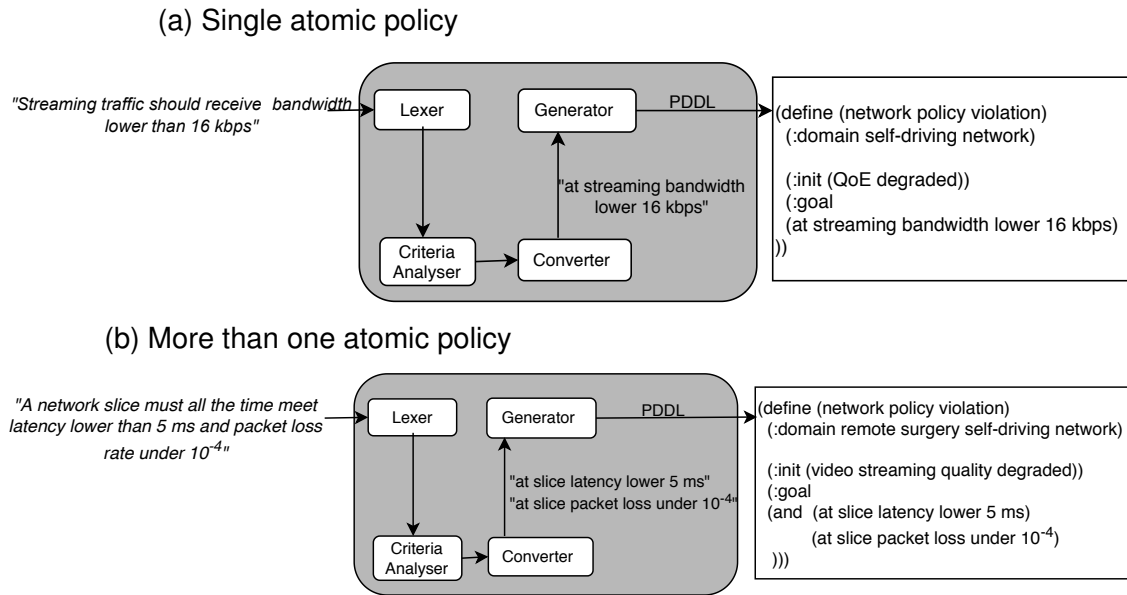 (a) Single atomic policy
"Streaming traffic should receive bandwidth
lower than 16 kbps"
Lexer
Generator
PDDL
"at streaming bandwidth
lower 16 kbps"
Criteria
Analyser
Converter
(define (network policy violation)
(:domain self-driving network)
(:init (QoE degraded))
(:goal
(at streaming bandwidth lower 16 kbps)
))
(b) More than one atomic policy
"A network slice must all the time meet
latency lower than 5 ms and packet loss
rate under 10⁻⁴"
Lexer
Generator
PDDL
"at slice latency lower 5 ms"
"at slice packet loss under 10⁻⁴"
Criteria
Analyser
Converter
(define (network policy violation)
(:domain remote surgery self-driving network)
(:init (video streaming quality degraded))
(:goal
(and (at slice latency lower 5 ms)
(at slice packet loss under 10⁻⁴)
)))